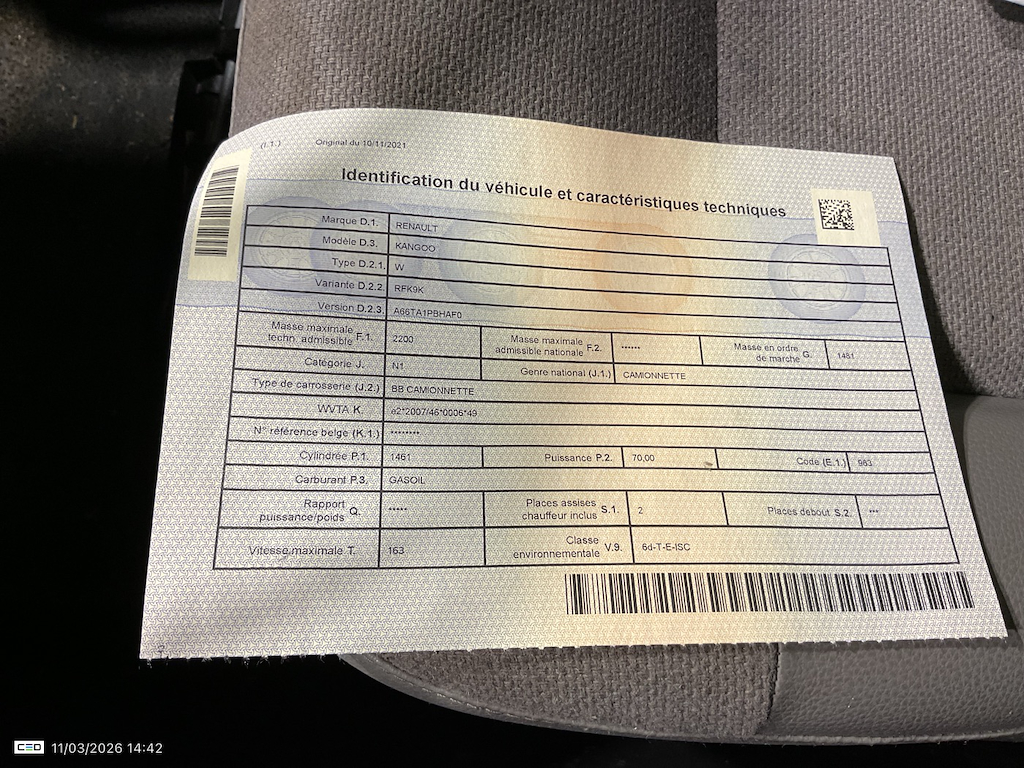 (I.1.) Original du 10/11/2021
Identification du véhicule et caractéristiques techniques
Marque D.1. RENAULT
Modèle D.3. KANGOO
Type D.2.1. W
Variante D.2.2. RFK9K
Version D.2.3. A66TA1PBHAF0
Masse maximale techn. admissible F.1. 2200 Masse maximale admissible nationale F.2. ****** Masse en ordre de marche G. 1481
Catégorie J. N1 Genre national (J.1.) CAMIONNETTE
Type de carrosserie (J.2.) BB CAMIONNETTE
WVTA K. e2*2007/46*0006*49
N° référence belge (K.1.) ********
Cylindrée P.1. 1461 Puissance P.2. 70,00 Code (E.1.) 963
Carburant P.3. GASOIL
Rapport puissance/poids Q. ***** Places assises chauffeur inclus S.1. 2 Places debout S.2. ***
Vitesse maximale T. 163 Classe environnementale V.9. 6d-T-E-ISC
CEO 11/03/2026 14:42